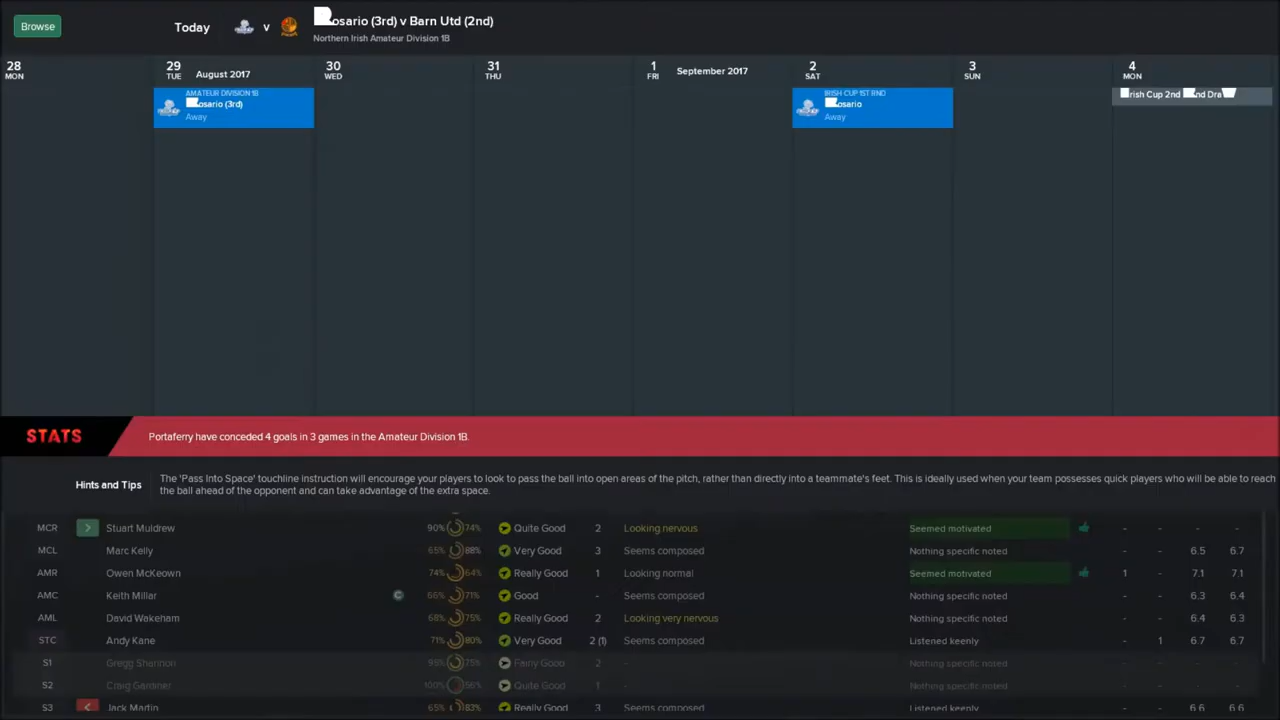 Browse
Today
v
osario (3rd) v Barn Utd (2nd)
Northern Irish Amateur Division 1B
28 MON
29 TUE
August 2017
30 WED
31 THU
1 FRI
September 2017
2 SAT
3 SUN
4 MON
AMATEUR DIVISION 1B
osario (3rd)
Away
IRISH CUP 1ST RND
osario
Away
rish Cup 2nd nd Dra
STATS
Portaferry have conceded 4 goals in 3 games in the Amateur Division 1B.
Hints and Tips
The 'Pass Into Space' touchline instruction will encourage your players to look to pass the ball into open areas of the pitch, rather than directly into a teammate's feet. This is ideally used when your team possesses quick players who will be able to reach
the ball ahead of the opponent and can take advantage of the extra space.
MCR Stuart Muldrew 90% 74% Quite Good 2 Looking nervous Seemed motivated - - - -
MCL Marc Kelly 65% 88% Very Good 3 Seems composed Nothing specific noted - - 6.5 6.7
AMR Owen McKeown 74% 64% Really Good 1 Looking normal Seemed motivated 1 - 7.1 7.1
AMC Keith Millar C 66% 71% Good - Seems composed Nothing specific noted - - 6.3 6.4
AML David Wakeham 68% 75% Really Good 2 Looking very nervous Nothing specific noted - - 6.4 6.3
STC Andy Kane 71% 80% Very Good 2 (1) Seems composed Listened keenly - 1 6.7 6.7
S1 Gregg Shannon 99% 75% Fairly Good 2 - Nothing specific noted - - - -
S2 Craig Gardiner 100% 56% Quite Good 1 - Nothing specific noted - - - -
S3 Jack Martin 65% 83% Really Good 3 Seems composed Listened keenly - - 6.6 6.6